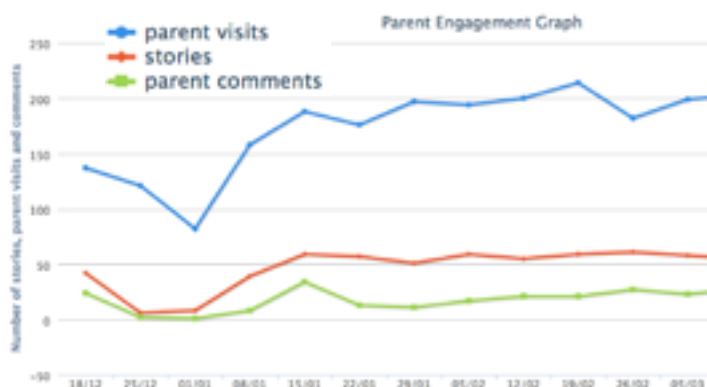 Parent Engagement Graph
parent visits
stories
parent comments
Number of stories, parent visits and comments
250
200
150
100
50
0
-50
18/12 25/12 01/01 08/01 15/01 22/01 29/01 05/02 12/02 19/02 26/02 05/03